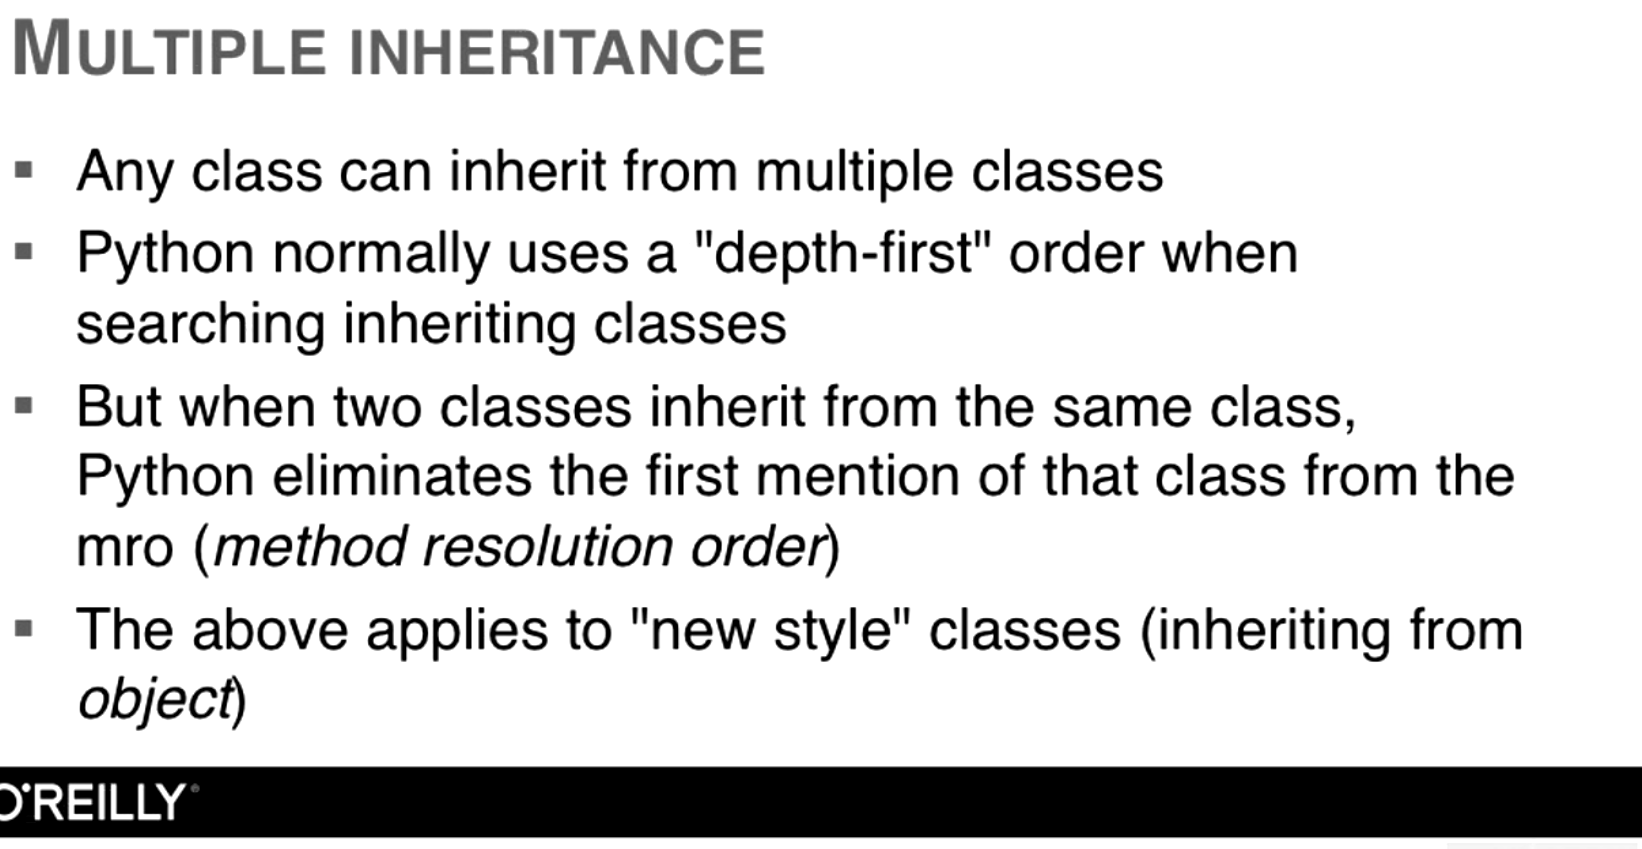 MULTIPLE INHERITANCE
▪ Any class can inherit from multiple classes
▪ Python normally uses a "depth-first" order when
searching inheriting classes
▪ But when two classes inherit from the same class,
Python eliminates the first mention of that class from the
mro (method resolution order)
▪ The above applies to "new style" classes (inheriting from
object)
O'REILLY®